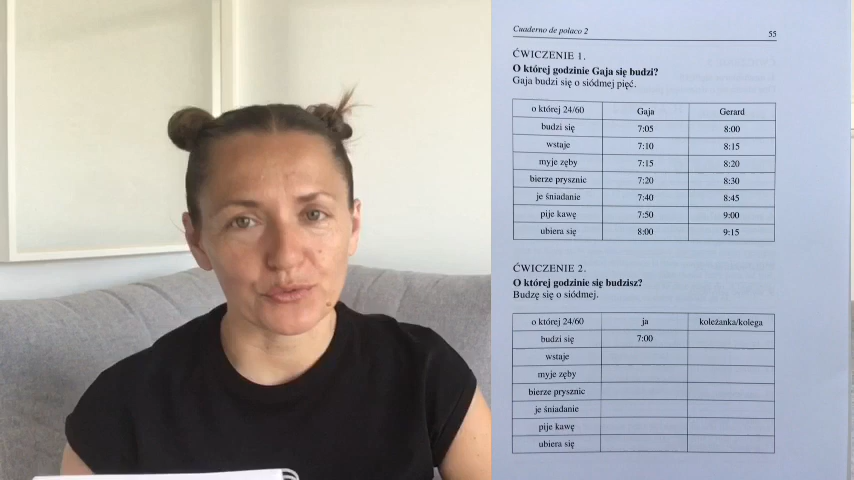 Cuaderno de polaco 2 55
ĆWICZENIE 1.
O której godzinie Gaja się budzi?
Gaja budzi się o siódmej pięć.
o której 24/60 Gaja Gerard
budzi się 7:05 8:00
wstaje 7:10 8:15
myje zęby 7:15 8:20
bierze prysznic 7:20 8:30
je śniadanie 7:40 8:45
pije kawę 7:50 9:00
ubiera się 8:00 9:15
ĆWICZENIE 2.
O której godzinie się budzisz?
Budzę się o siódmej.
o której 24/60 ja koleżanka/kolega
budzi się 7:00
wstaje
myje zęby
bierze prysznic
je śniadanie
pije kawę
ubiera się